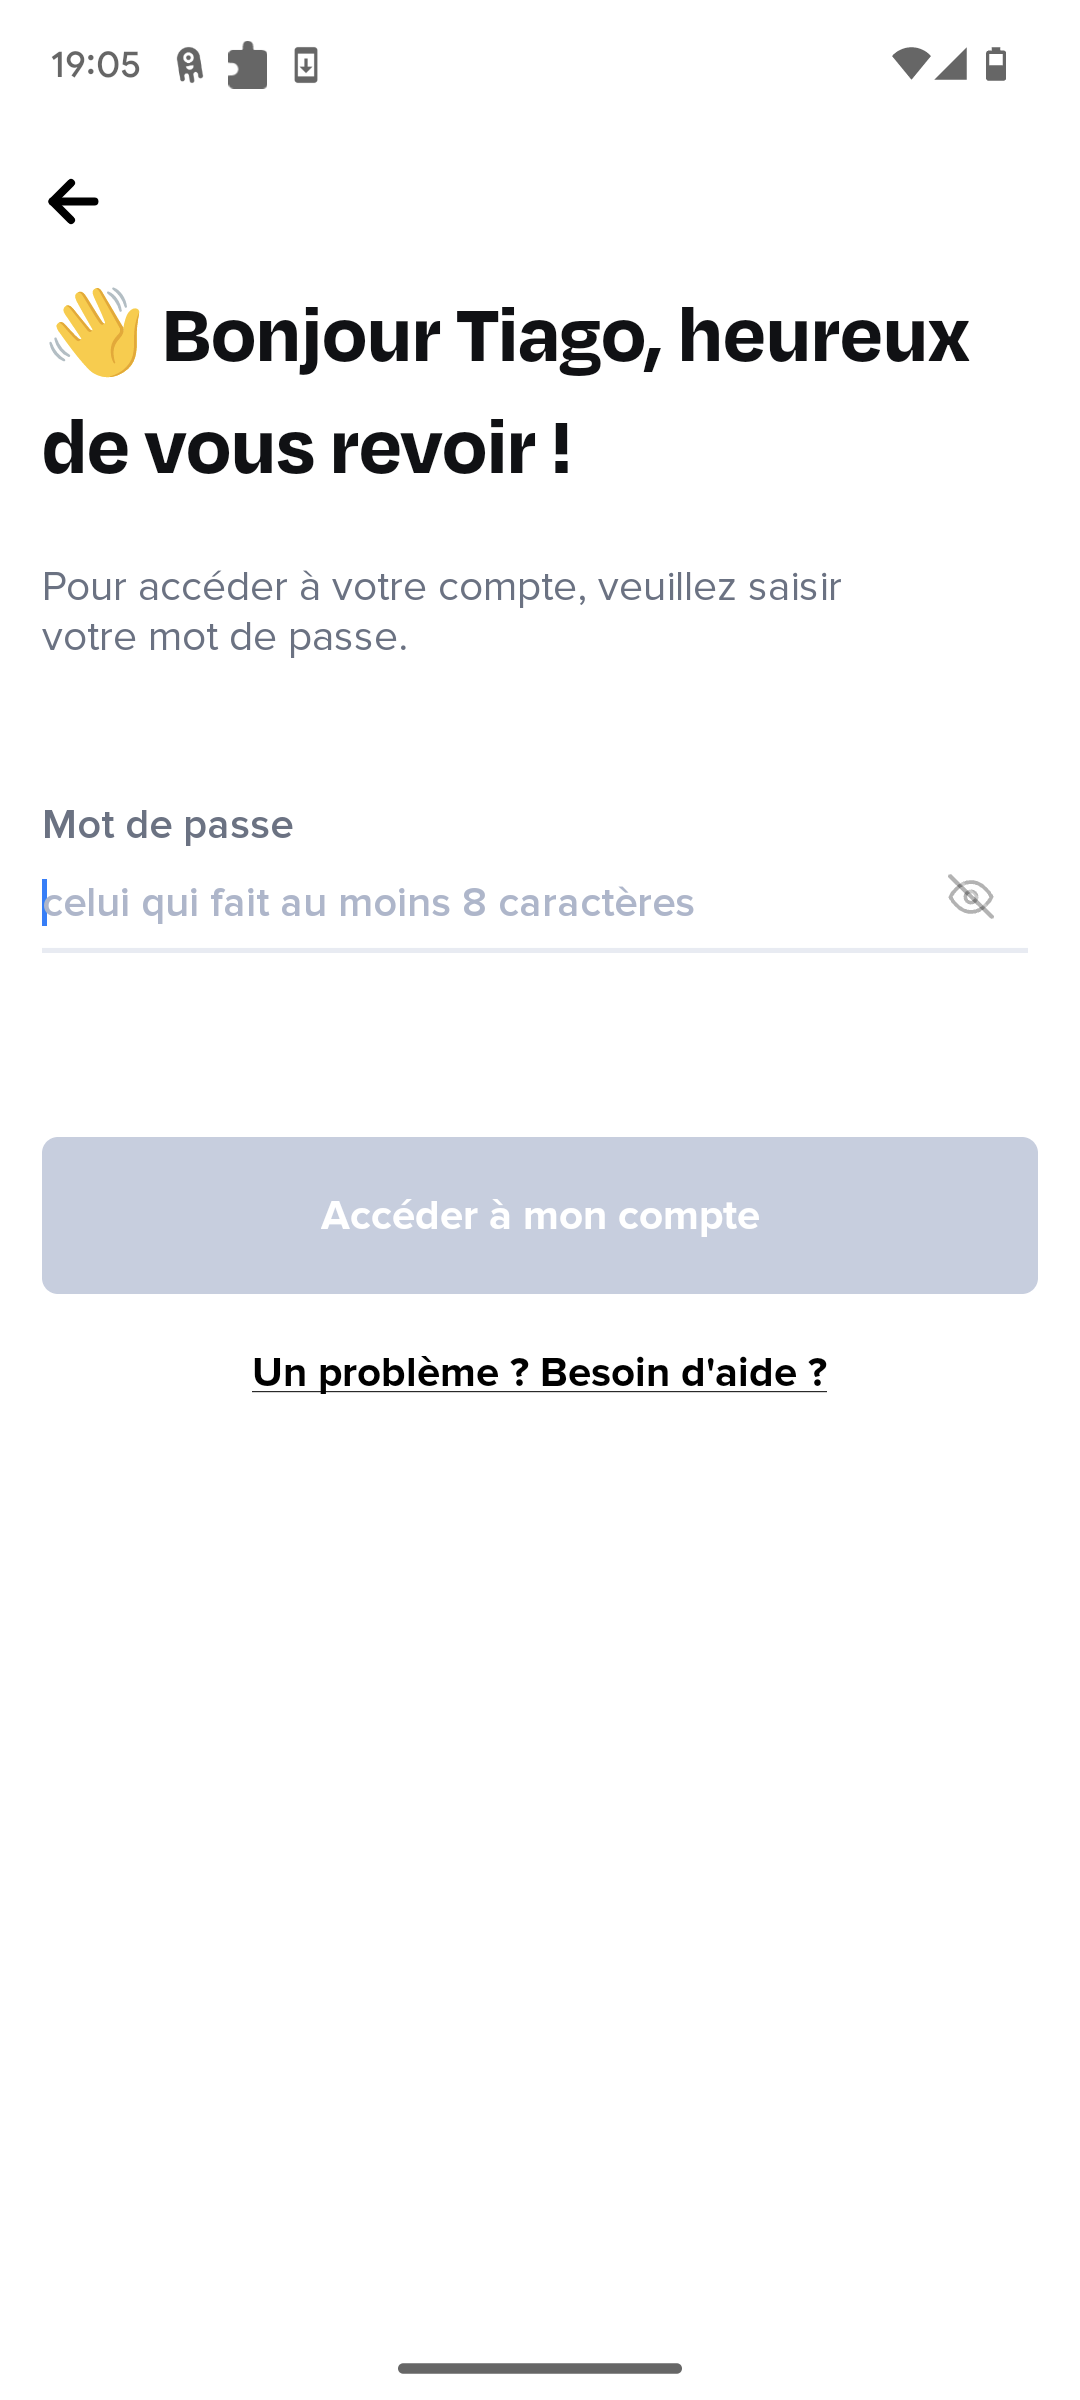 19:05
👋 Bonjour Tiago, heureux
de vous revoir !
Pour accéder à votre compte, veuillez saisir
votre mot de passe.
Mot de passe
celui qui fait au moins 8 caractères
Accéder à mon compte
Un problème ? Besoin d'aide ?